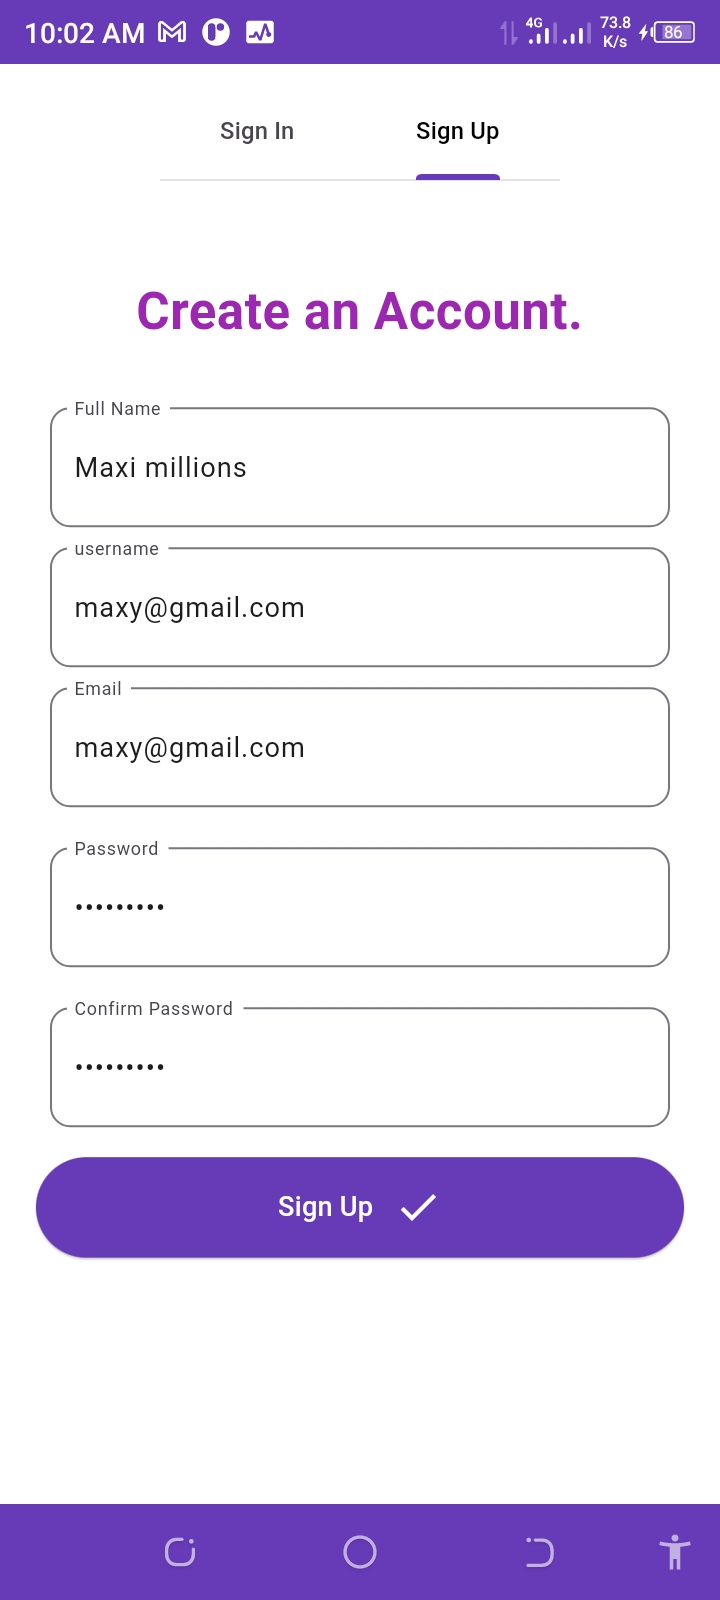 10:02 AM 4G 73.8 K/s 86
Sign In Sign Up
Create an Account.
Full Name
Maxi millions
username
maxy@gmail.com
Email
maxy@gmail.com
Password
•••••••••
Confirm Password
•••••••••
Sign Up